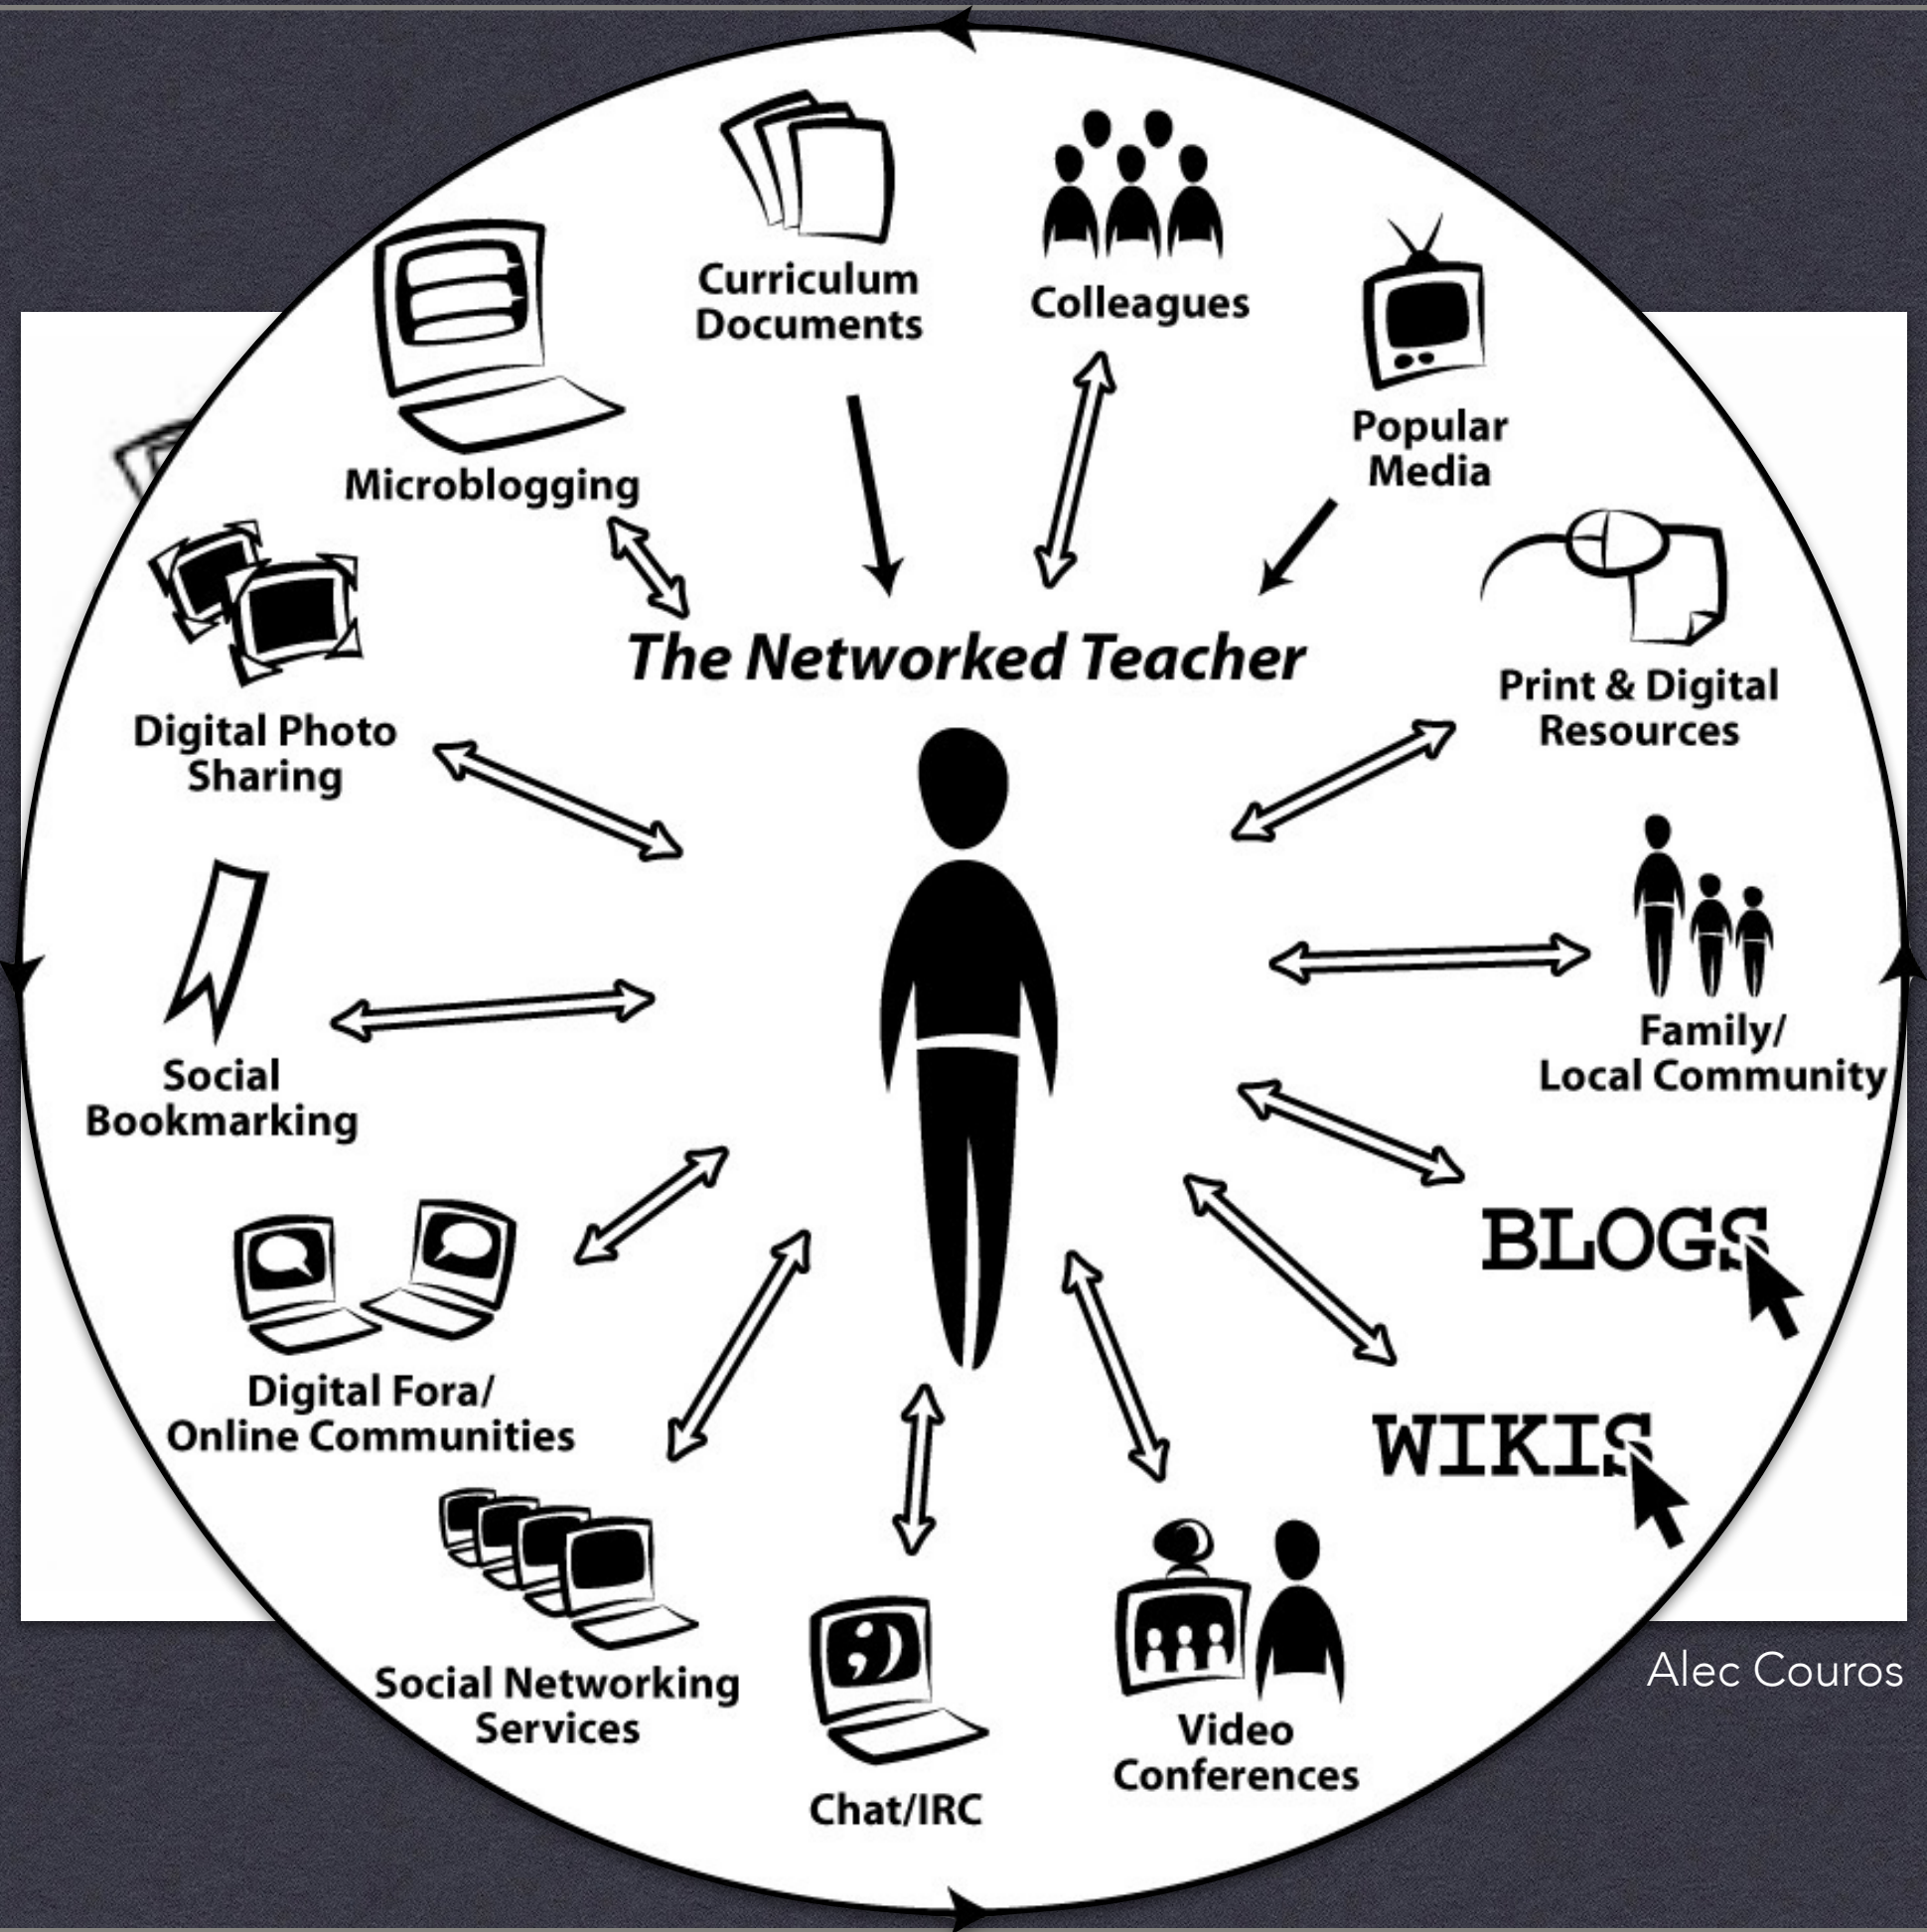 Curriculum
Documents
Colleagues
Popular
Media
Microblogging
The Networked Teacher
Print & Digital
Resources
Digital Photo
Sharing
Family/
Local Community
Social
Bookmarking
BLOGS
Digital Fora/
Online Communities
WIKIS
Social Networking
Services
Chat/IRC
Video
Conferences
Alec Couros